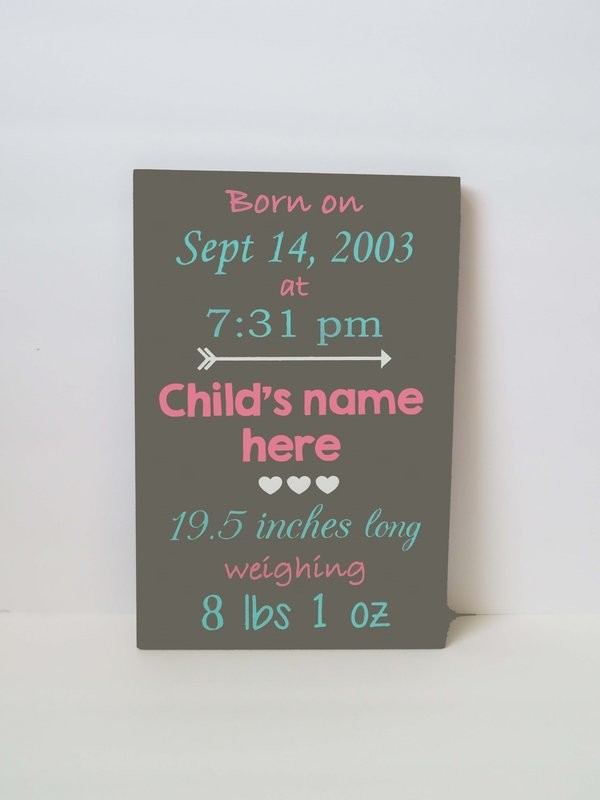 Born on
Sept 14, 2003
at
7:31 pm
Child's name
here
19.5 inches long
weighing
8 lbs 1 oz